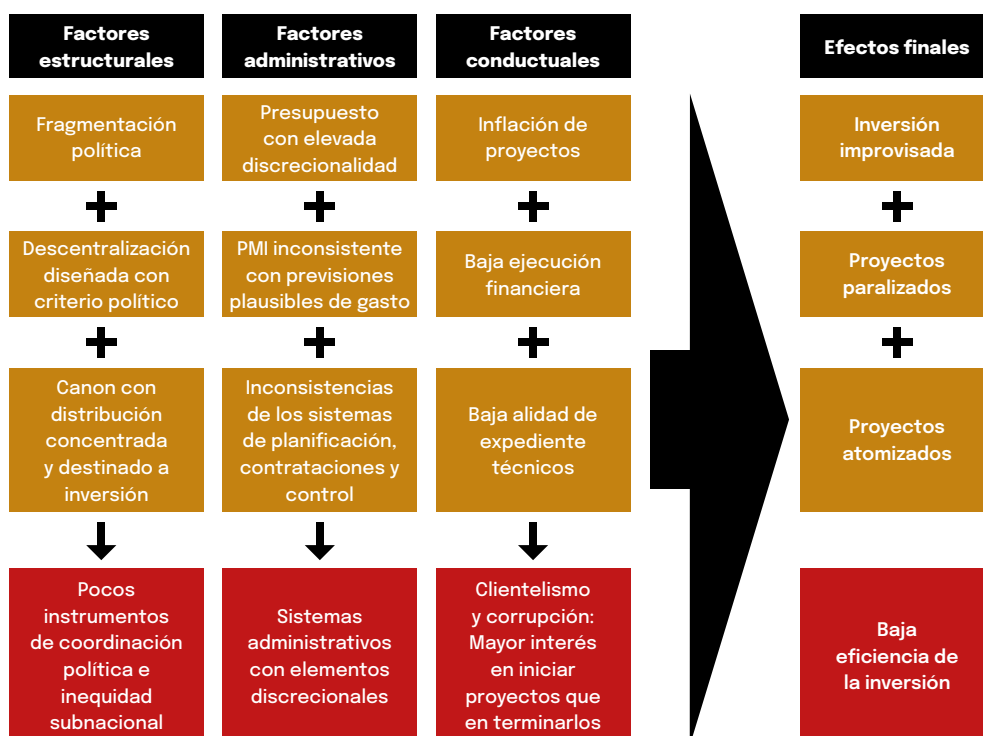 Factores
estructurales
Fragmentación
política
Descentralización
diseñada con
criterio político
Canon con
distribución
concentrada
y destinado a
inversión
Pocos
instrumentos
de coordinación
política e
inequidad
subnacional
Factores
administrativos
Presupuesto
con elevada
discrecionalidad
PMI inconsistente
con previsiones
plausibles de gasto
Inconsistencias
de los sistemas
de planificación,
contrataciones y
control
Sistemas
administrativos
con elementos
discrecionales
Factores
conductuales
Inflación de
proyectos
Baja ejecución
financiera
Baja alidad de
expediente
técnicos
Clientelismo
y corrupción:
Mayor interés
en iniciar
proyectos que
en terminarlos
Efectos finales
Inversión
improvisada
Proyectos
paralizados
Proyectos
atomizados
Baja
eficiencia de
la inversión